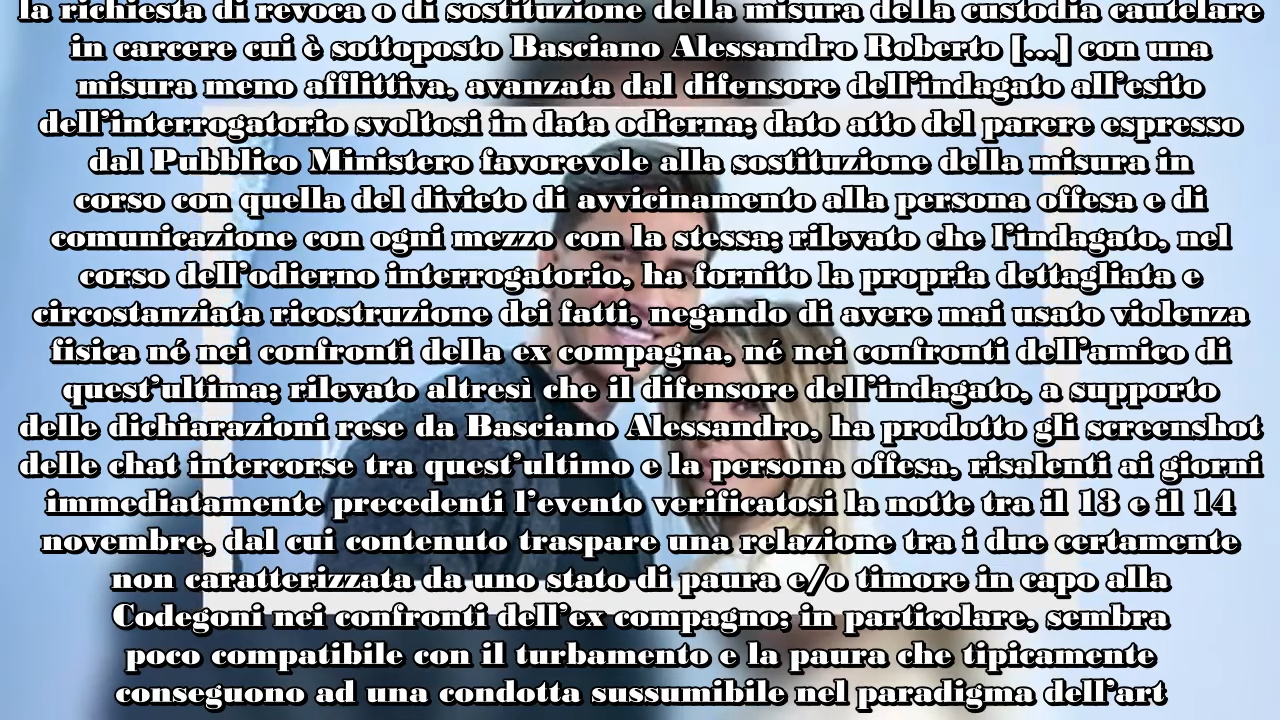 la richiesta di revoca o di sostituzione della misura della custodia cautelare
in carcere cui è sottoposto Basciano Alessandro Roberto [...] con una
misura meno afflittiva, avanzata dal difensore dell'indagato all'esito
dell'interrogatorio svoltosi in data odierna; dato atto del parere espresso
dal Pubblico Ministero favorevole alla sostituzione della misura in
corso con quella del divieto di avvicinamento alla persona offesa e di
comunicazione con ogni mezzo con la stessa; rilevato che l'indagato, nel
corso dell'odierno interrogatorio, ha fornito la propria dettagliata e
circostanziata ricostruzione dei fatti, negando di avere mai usato violenza
fisica né nei confronti della ex compagna, né nei confronti dell'amico di
quest'ultima; rilevato altresì che il difensore dell'indagato, a supporto
delle dichiarazioni rese da Basciano Alessandro, ha prodotto gli screenshot
delle chat intercorse tra quest'ultimo e la persona offesa, risalenti ai giorni
immediatamente precedenti l'evento verificatosi la notte tra il 13 e il 14
novembre, dal cui contenuto traspare una relazione tra i due certamente
non caratterizzata da uno stato di paura e/o timore in capo alla
Codegoni nei confronti dell'ex compagno; in particolare, sembra
poco compatibile con il turbamento e la paura che tipicamente
conseguono ad una condotta sussumibile nel paradigma dell'art